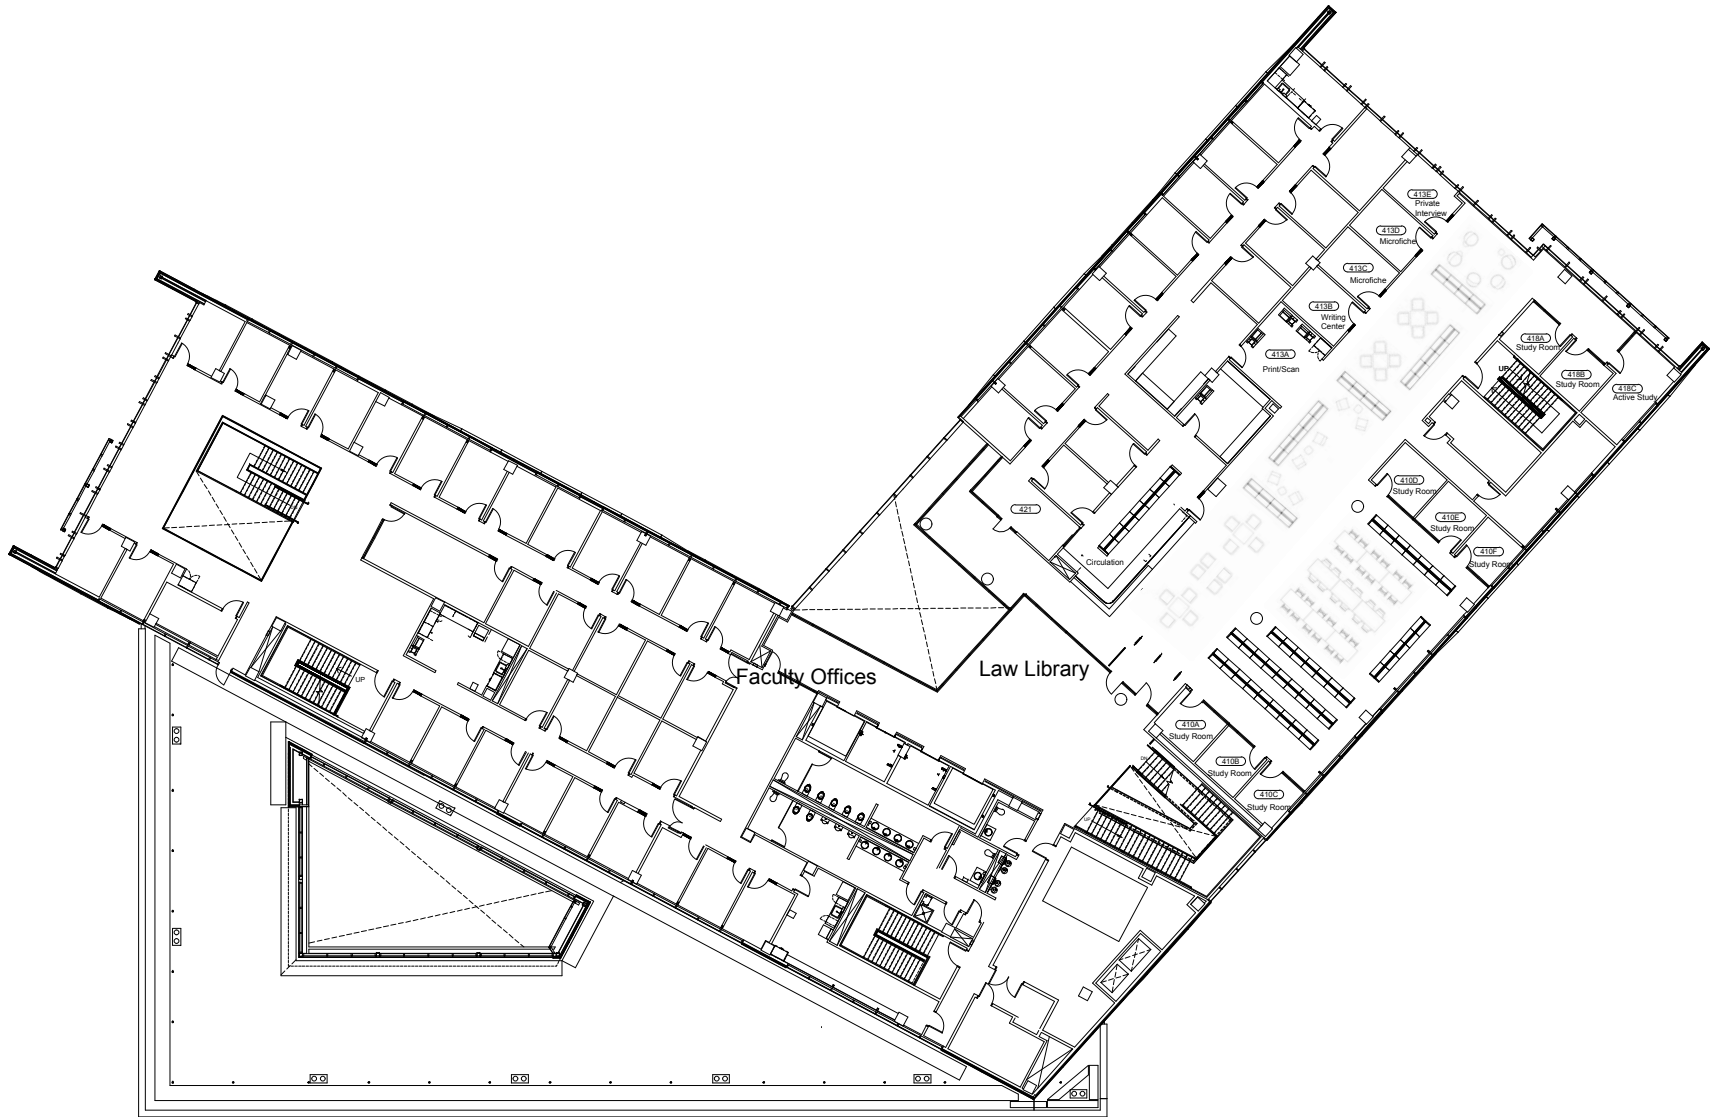 413E
Private
Interview
413D
Microfiche
413C
Microfiche
413B
Writing
Center
413A
Print/Scan
418A
Study Room
UP
418B
Study Room
418C
Active Study
410D
Study Room
410E
Study Room
410F
Study Room
421
Circulation
Faculty Offices
Law Library
UP
410A
Study Room
410B
Study Room
410C
Study Room
DN
UP